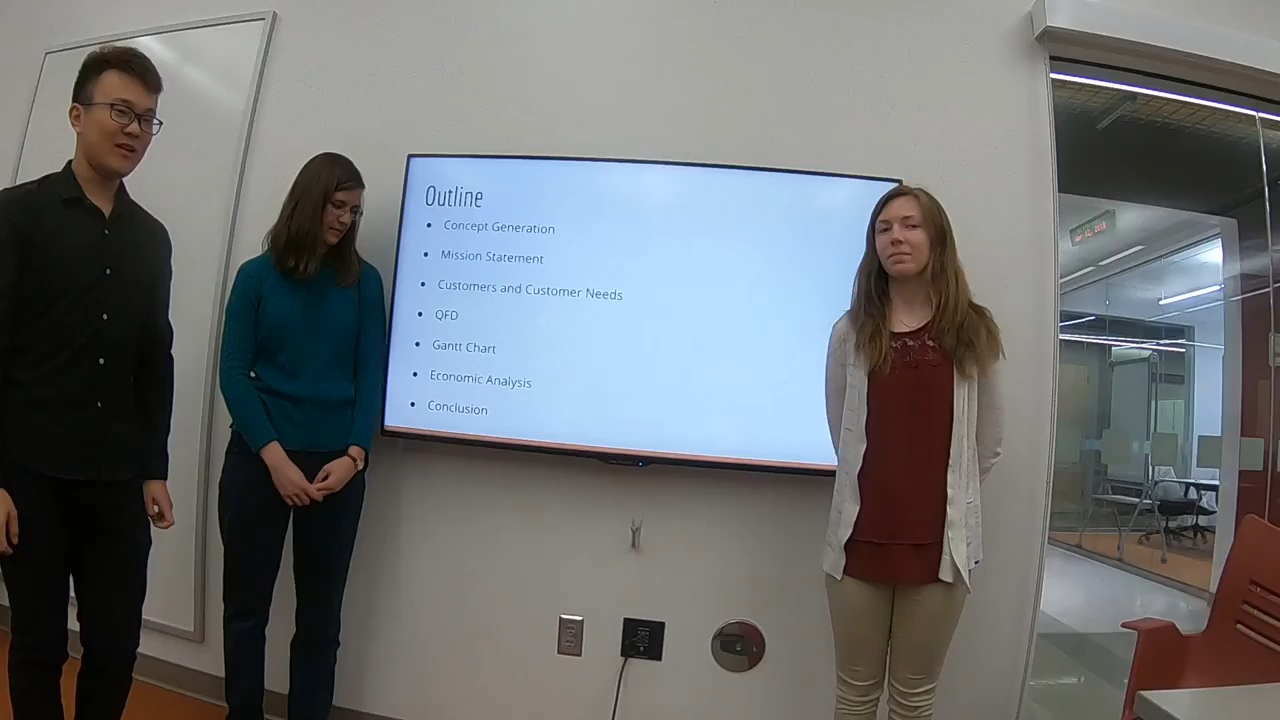 Outline
• Concept Generation
• Mission Statement
• Customers and Customer Needs
• QFD
• Gantt Chart
• Economic Analysis
• Conclusion